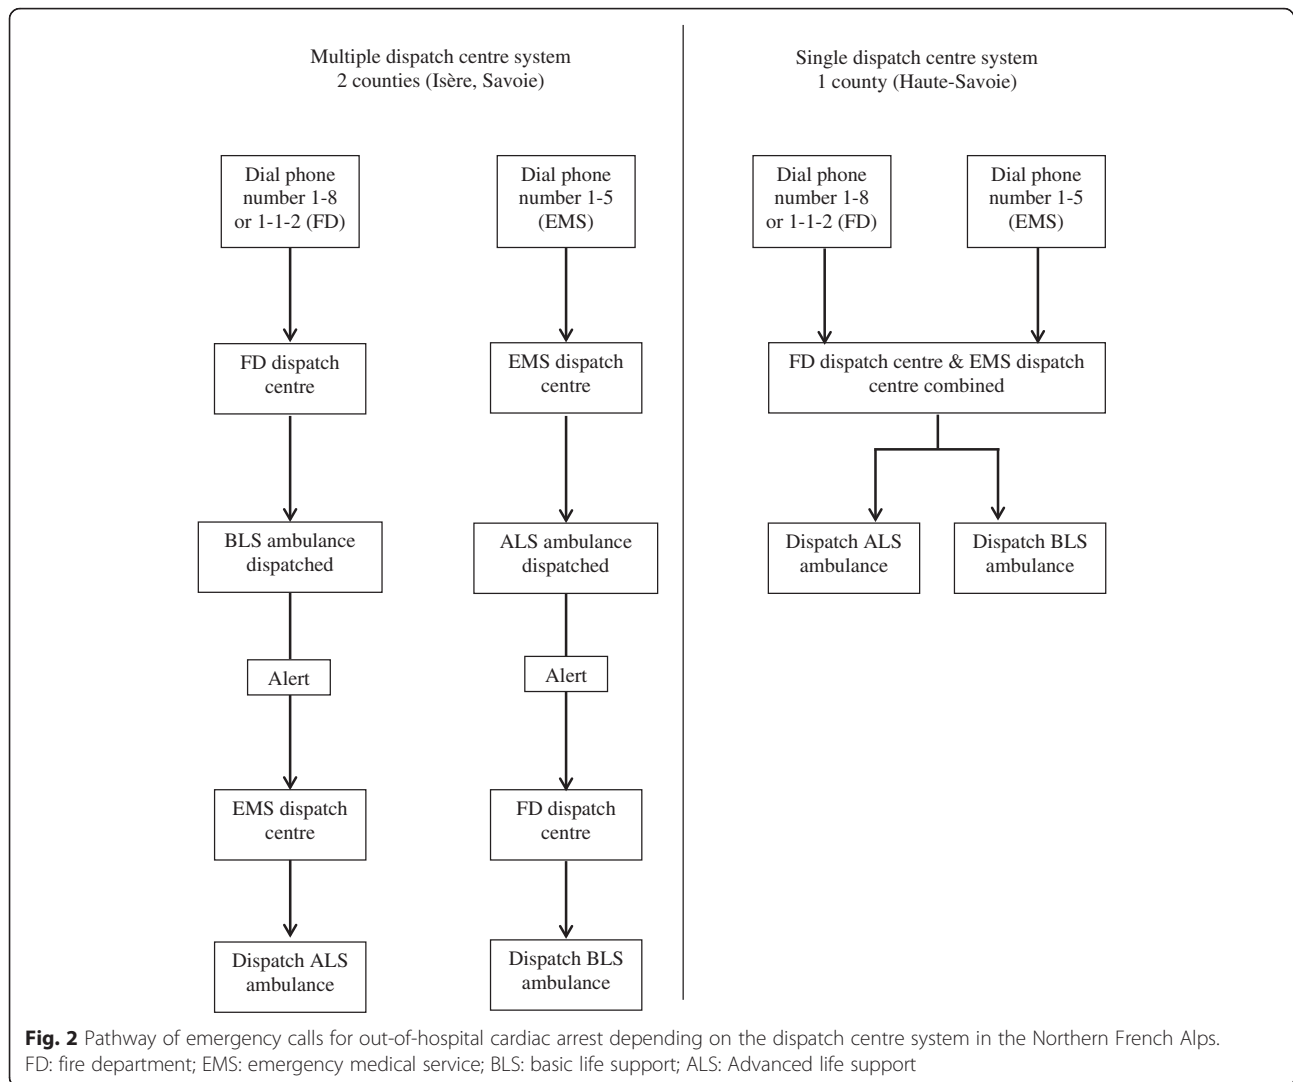 Multiple dispatch centre system
2 counties (Isère, Savoie)
Dial phone
number 1-8
or 1-1-2 (FD)
Dial phone
number 1-5
(EMS)
FD dispatch
centre
EMS dispatch
centre
BLS ambulance
dispatched
ALS ambulance
dispatched
Alert
Alert
EMS dispatch
centre
FD dispatch
centre
Dispatch ALS
ambulance
Dispatch BLS
ambulance
Single dispatch centre system
1 county (Haute-Savoie)
Dial phone
number 1-8
or 1-1-2 (FD)
Dial phone
number 1-5
(EMS)
FD dispatch centre & EMS dispatch
centre combined
Dispatch ALS
ambulance
Dispatch BLS
ambulance
Fig. 2 Pathway of emergency calls for out-of-hospital cardiac arrest depending on the dispatch centre system in the Northern French Alps.
FD: fire department; EMS: emergency medical service; BLS: basic life support; ALS: Advanced life support